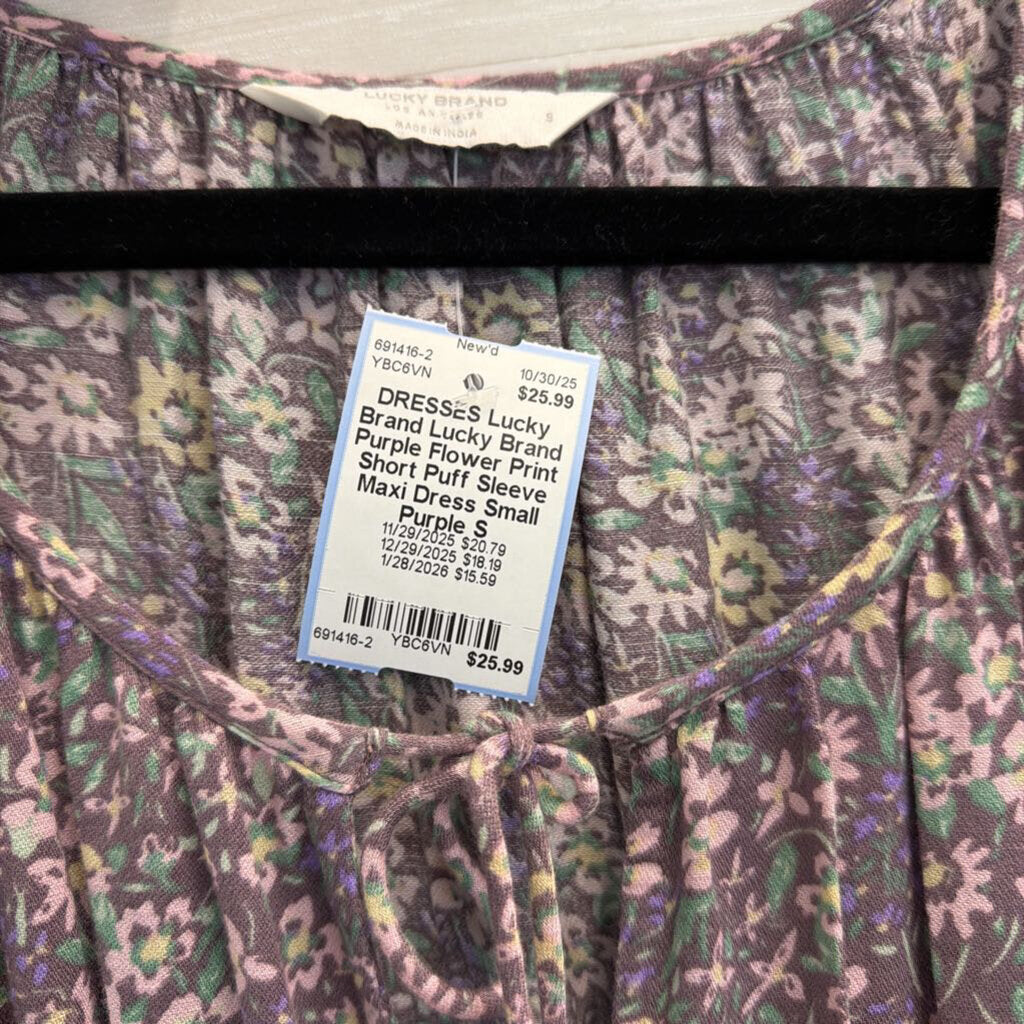 LUCKY BRAND
LOS ANGELES
MADE IN INDIA
S
New'd
691416-2
YBC6VN
10/30/25
$25.99
DRESSES Lucky
Brand Lucky Brand
Purple Flower Print
Short Puff Sleeve
Maxi Dress Small
Purple S
11/29/2025 $20.79
12/29/2025 $18.19
1/28/2026 $15.59
691416-2 YBC6VN
$25.99